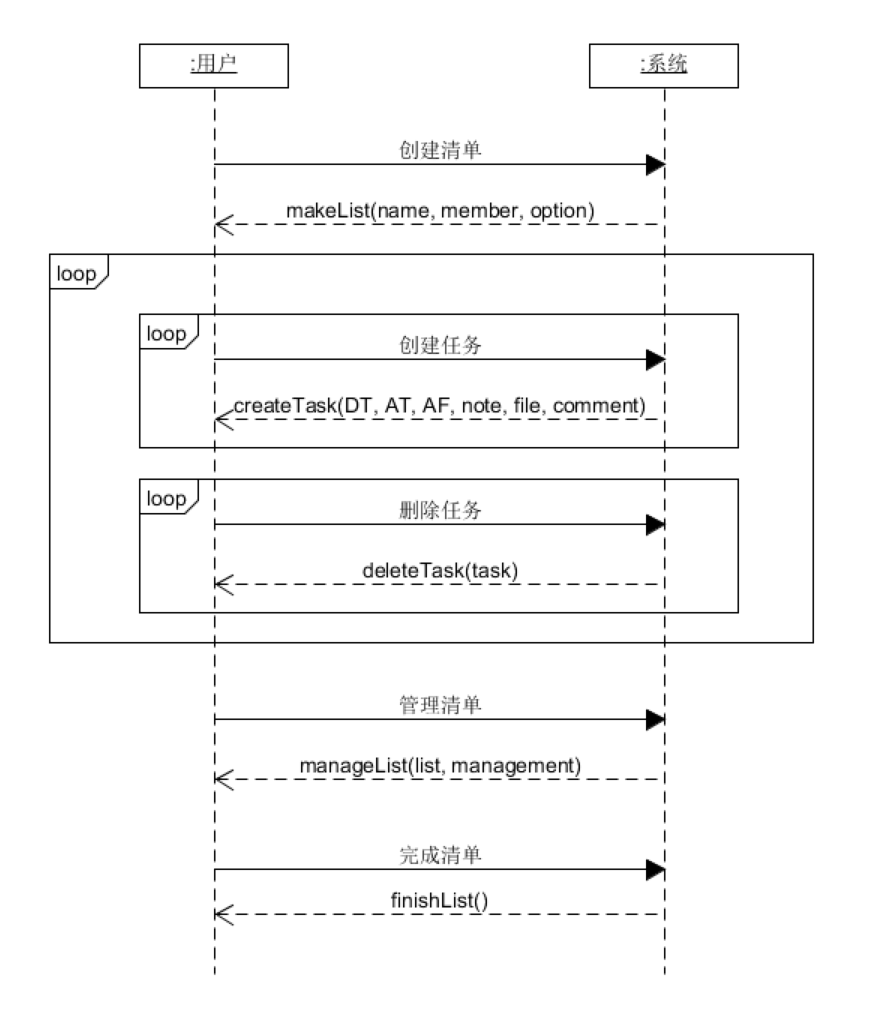 :用户
:系统
创建清单
makeList(name, member, option)
loop
loop
创建任务
createTask(DT, AT, AF, note, file, comment)
loop
删除任务
deleteTask(task)
管理清单
manageList(list, management)
完成清单
finishList()